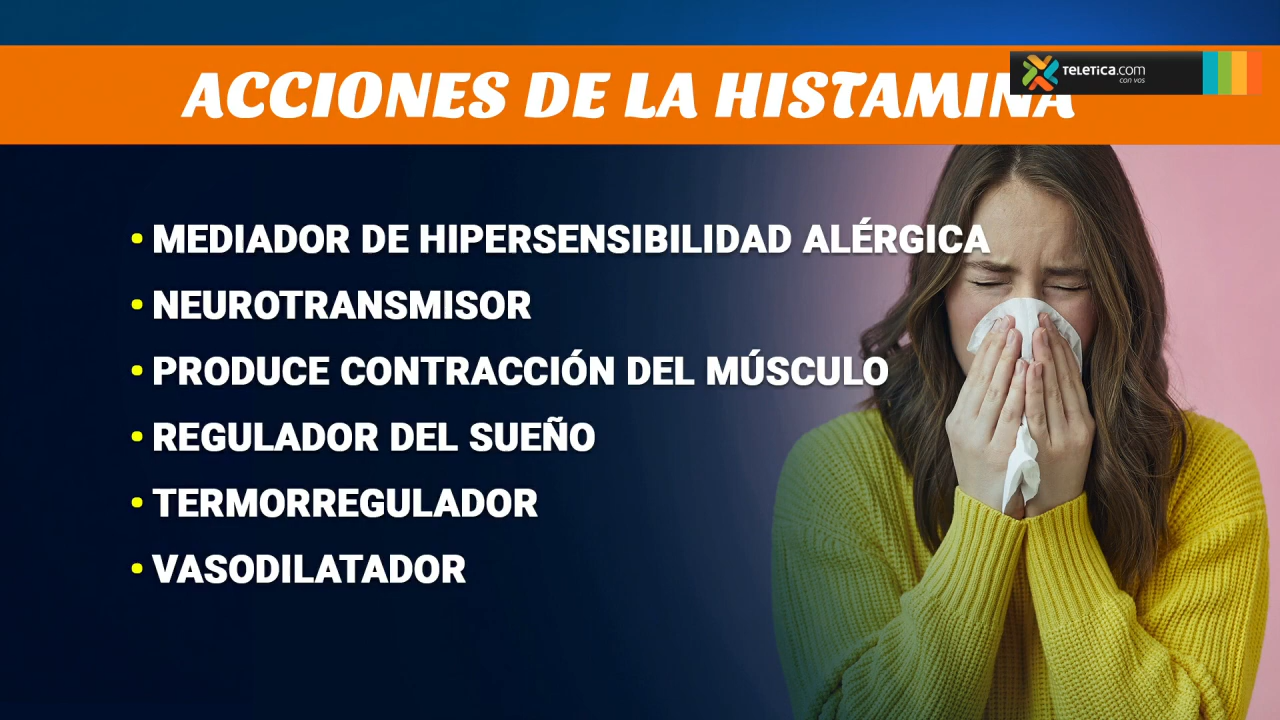 ACCIONES DE LA HISTAMINA
TELETICA.com
con vos
• MEDIADOR DE HIPERSENSIBILIDAD ALÉRGICA
• NEUROTRANSMISOR
• PRODUCE CONTRACCIÓN DEL MÚSCULO
• REGULADOR DEL SUEÑO
• TERMORREGULADOR
• VASODILATADOR